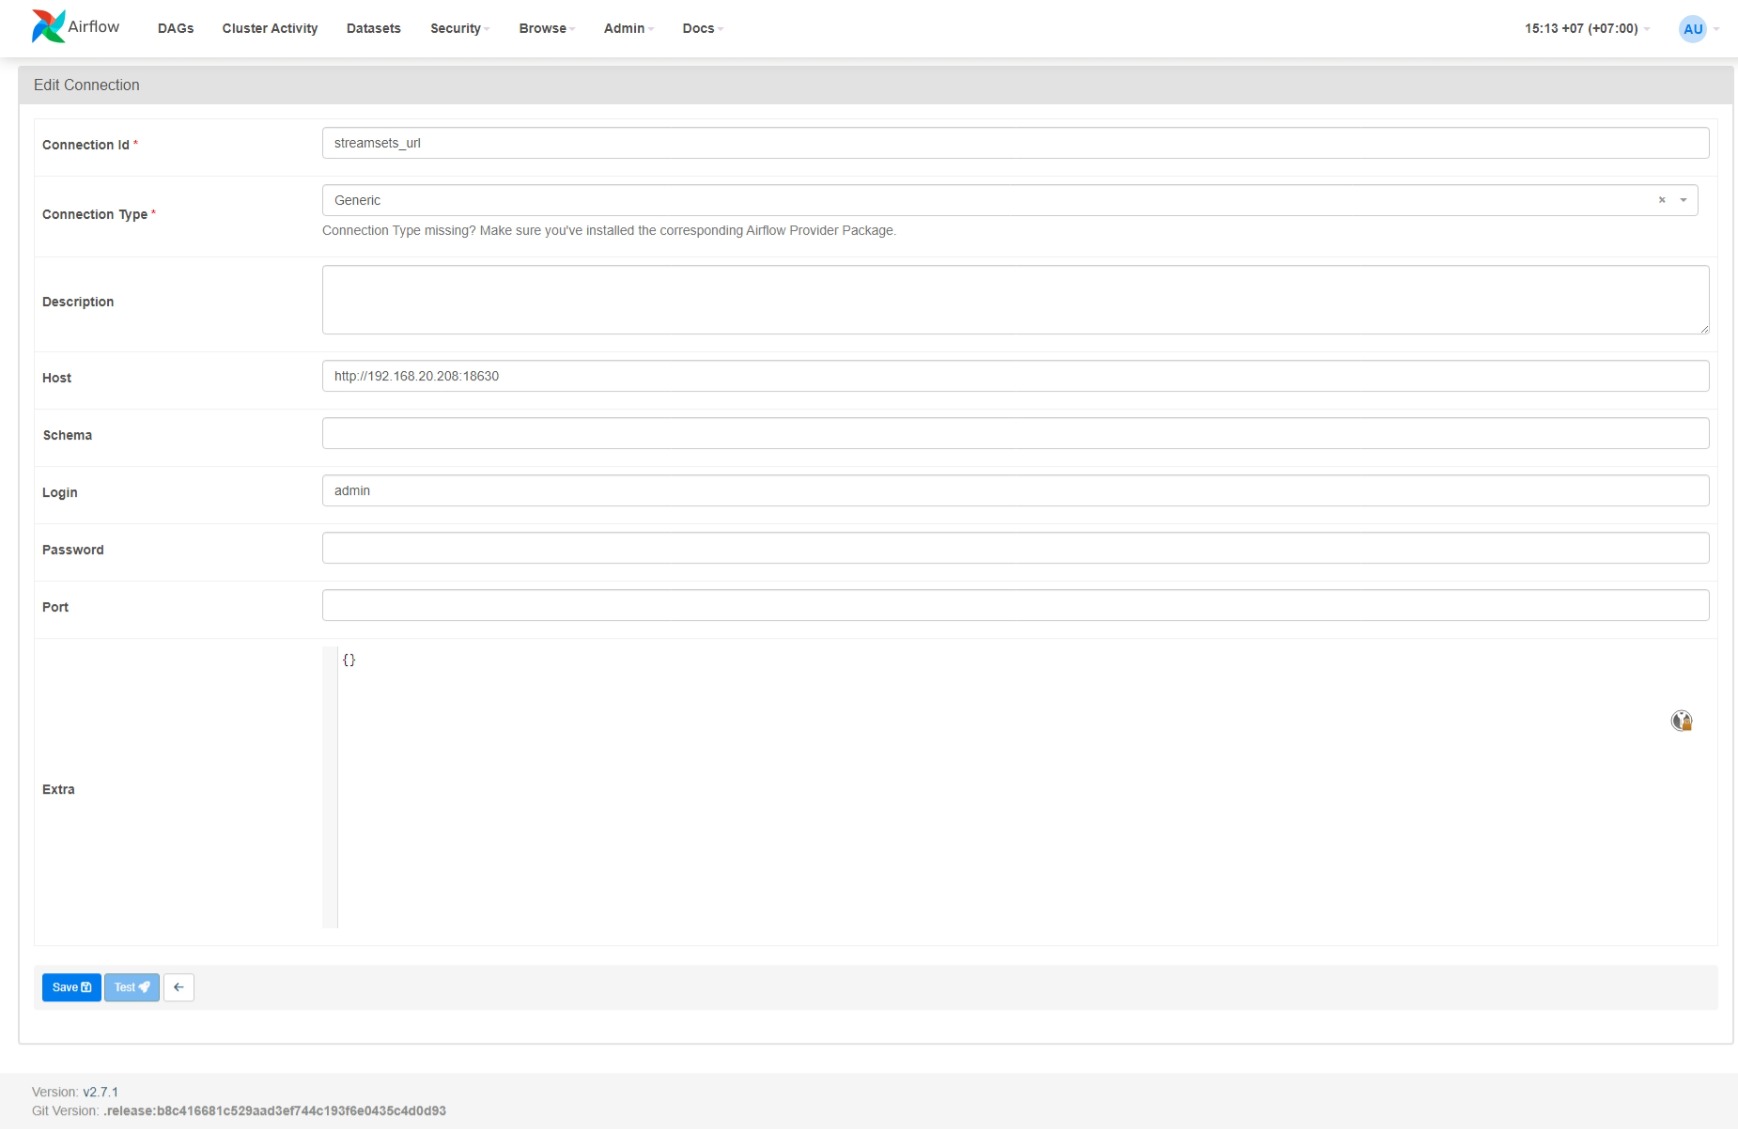 Airflow DAGs Cluster Activity Datasets Security Browse Admin Docs 15:13 +07 (+07:00) AU
Edit Connection
Connection Id * streamsets_url
Connection Type * Generic × 
Connection Type missing? Make sure you've installed the corresponding Airflow Provider Package.
Description
Host http://192.168.20.208:18630
Schema
Login admin
Password
Port
{}
Extra
Save Test
Version: v2.7.1
Git Version: .release:b8c416681c529aad3ef744c193f6e0435c4d0d93